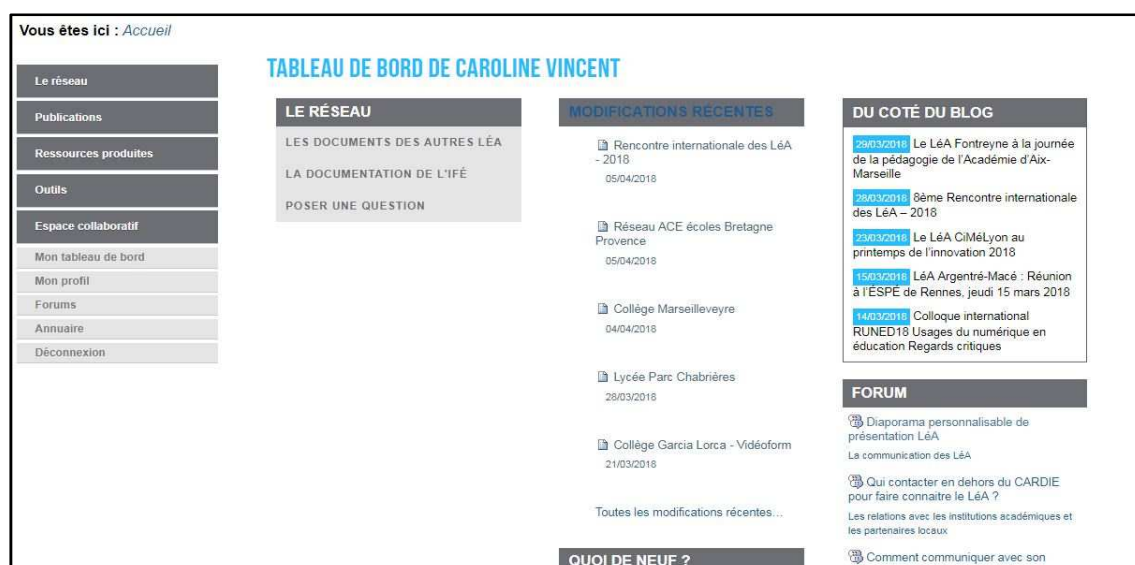 Vous êtes ici : Accueil
Le réseau
Publications
Ressources produites
Outils
Espace collaboratif
Mon tableau de bord
Mon profil
Forums
Annuaire
Déconnexion
TABLEAU DE BORD DE CAROLINE VINCENT
LE RÉSEAU
LES DOCUMENTS DES AUTRES LÉA
LA DOCUMENTATION DE L'IFÉ
POSER UNE QUESTION
MODIFICATIONS RÉCENTES
Rencontre internationale des LéA
- 2018
05/04/2018
Réseau ACE écoles Bretagne
Provence
05/04/2018
Collège Marseilleveyre
04/04/2018
Lycée Parc Chabrières
28/03/2018
Collège Garcia Lorca - Vidéoform
21/03/2018
Toutes les modifications récentes...
QUOI DE NEUF ?
DU COTÉ DU BLOG
29/03/2018 Le LéA Fontreyne à la journée
de la pédagogie de l'Académie d'Aix-
Marseille
28/03/2018 8ème Rencontre internationale
des LéA – 2018
23/03/2018 Le LéA CiMéLyon au
printemps de l'innovation 2018
15/03/2018 LéA Argentré-Macé : Réunion
à l'ÉSPÉ de Rennes, jeudi 15 mars 2018
14/03/2018 Colloque international
RUNED18 Usages du numérique en
éducation Regards critiques
FORUM
Diaporama personnalisable de
présentation LéA
La communication des LéA
Qui contacter en dehors du CARDIE
pour faire connaitre le LéA ?
Les relations avec les institutions académiques et
les partenaires locaux
Comment communiquer avec son